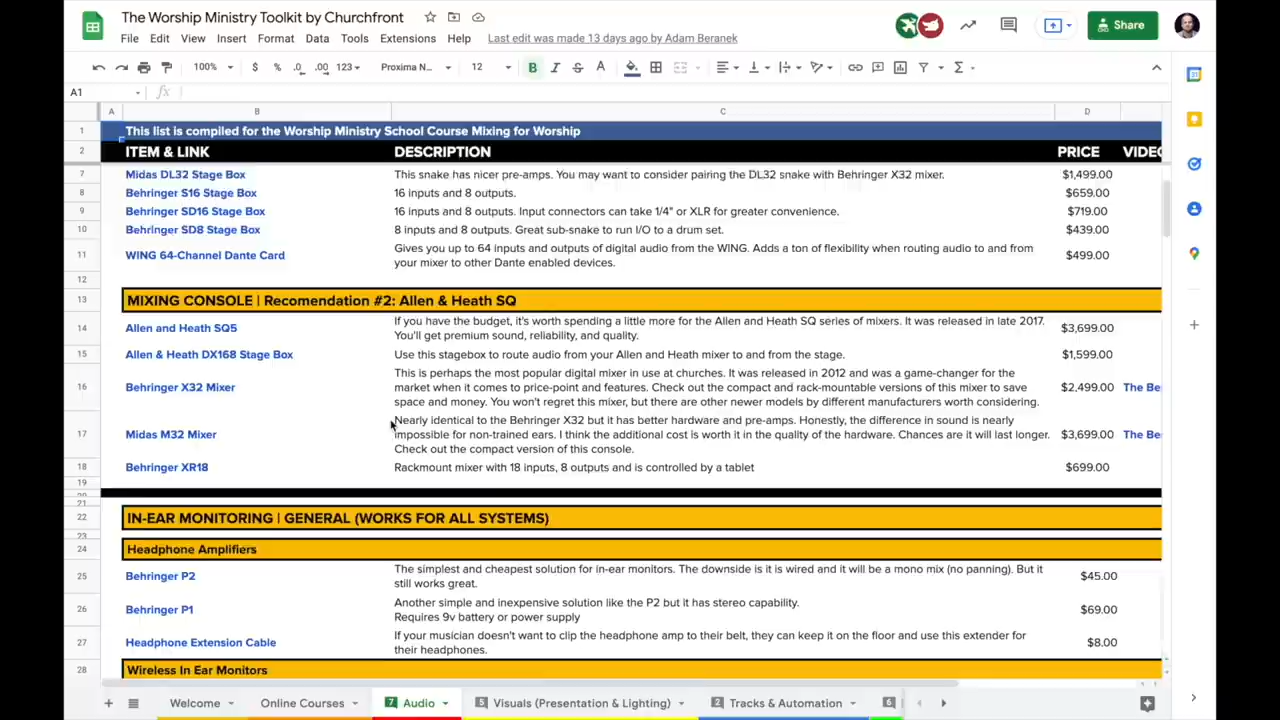 The Worship Ministry Toolkit by Churchfront
File Edit View Insert Format Data Tools Extensions Help Last edit was made 13 days ago by Adam Beranek
Share
100% $ % .0 .00 123 Proxima N... 12 B I S A
A1 fx
A B C D
1 This list is compiled for the Worship Ministry School Course Mixing for Worship
2 ITEM & LINK DESCRIPTION PRICE VIDEO
7 Midas DL32 Stage Box This snake has nicer pre-amps. You may want to consider pairing the DL32 snake with Behringer X32 mixer. $1,499.00
8 Behringer S16 Stage Box 16 inputs and 8 outputs. $659.00
9 Behringer SD16 Stage Box 16 inputs and 8 outputs. Input connectors can take 1/4" or XLR for greater convenience. $719.00
10 Behringer SD8 Stage Box 8 inputs and 8 outputs. Great sub-snake to run I/O to a drum set. $439.00
11 WING 64-Channel Dante Card Gives you up to 64 inputs and outputs of digital audio from the WING. Adds a ton of flexibility when routing audio to and from
your mixer to other Dante enabled devices. $499.00
12
13 MIXING CONSOLE | Recomendation #2: Allen & Heath SQ
14 Allen and Heath SQ5 If you have the budget, it's worth spending a little more for the Allen and Heath SQ series of mixers. It was released in late 2017.
You'll get premium sound, reliability, and quality. $3,699.00
15 Allen & Heath DX168 Stage Box Use this stagebox to route audio from your Allen and Heath mixer to and from the stage. $1,599.00
This is perhaps the most popular digital mixer in use at churches. It was released in 2012 and was a game-changer for the
16 Behringer X32 Mixer market when it comes to price-point and features. Check out the compact and rack-mountable versions of this mixer to save $2,499.00 The Be
space and money. You won't regret this mixer, but there are other newer models by different manufacturers worth considering.
Nearly identical to the Behringer X32 but it has better hardware and pre-amps. Honestly, the difference in sound is nearly
17 Midas M32 Mixer impossible for non-trained ears. I think the additional cost is worth it in the quality of the hardware. Chances are it will last longer. $3,699.00 The Be
Check out the compact version of this console.
18 Behringer XR18 Rackmount mixer with 18 inputs, 8 outputs and is controlled by a tablet $699.00
19
20
21
22 IN-EAR MONITORING | GENERAL (WORKS FOR ALL SYSTEMS)
23
24 Headphone Amplifiers
25 Behringer P2 The simplest and cheapest solution for in-ear monitors. The downside is it is wired and it will be a mono mix (no panning). But it
still works great. $45.00
26 Behringer P1 Another simple and inexpensive solution like the P2 but it has stereo capability.
Requires 9v battery or power supply $69.00
27 Headphone Extension Cable If your musician doesn't want to clip the headphone amp to their belt, they can keep it on the floor and use this extender for
their headphones. $8.00
28 Wireless In Ear Monitors
Welcome Online Courses 7 Audio 5 Visuals (Presentation & Lighting) 2 Tracks & Automation 6